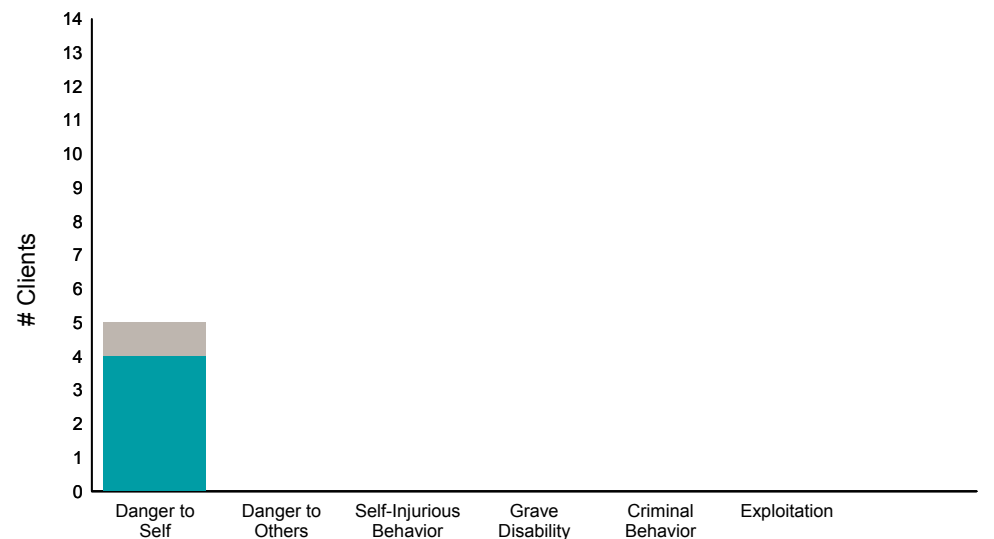 14
13
12
11
10
9
8
7
6
5
4
3
2
1
0
# Clients
Danger to
Self
Danger to
Others
Self-Injurious
Behavior
Grave
Disability
Criminal
Behavior
Exploitation